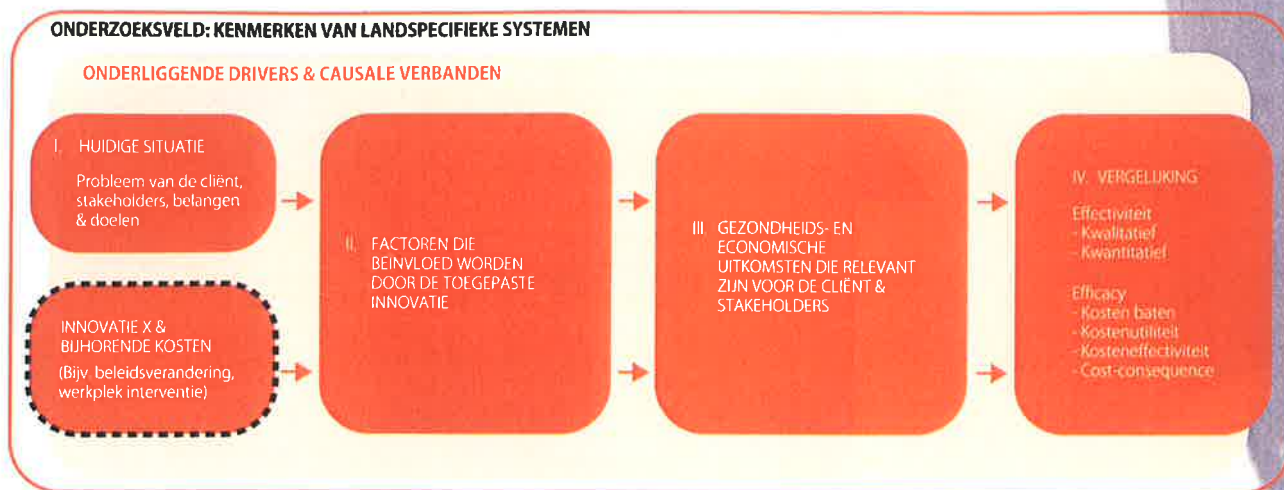 ONDERZOEKSVELD: KENMERKEN VAN LANDSPECIFIEKE SYSTEMEN
ONDERLIGGENDE DRIVERS & CAUSALE VERBANDEN
I. HUIDIGE SITUATIE
Probleem van de cliënt,
stakeholders, belangen
& doelen
INNOVATIE X &
BIJHORENDE KOSTEN
(Bijv. beleidsverandering,
werkplek interventie)
II. FACTOREN DIE
BEINVLOED WORDEN
DOOR DE TOEGEPASTE
INNOVATIE
III. GEZONDHEIDS- EN
ECONOMISCHE
UITKOMSTEN DIE RELEVANT
ZIJN VOOR DE CLIËNT &
STAKEHOLDERS
IV. VERGELIJKING
Effectiviteit
- Kwalitatief
- Kwantitatief
Efficacy
- Kosten baten
- Kostenutiliteit
- Kosteneffectiviteit
- Cost-consequence